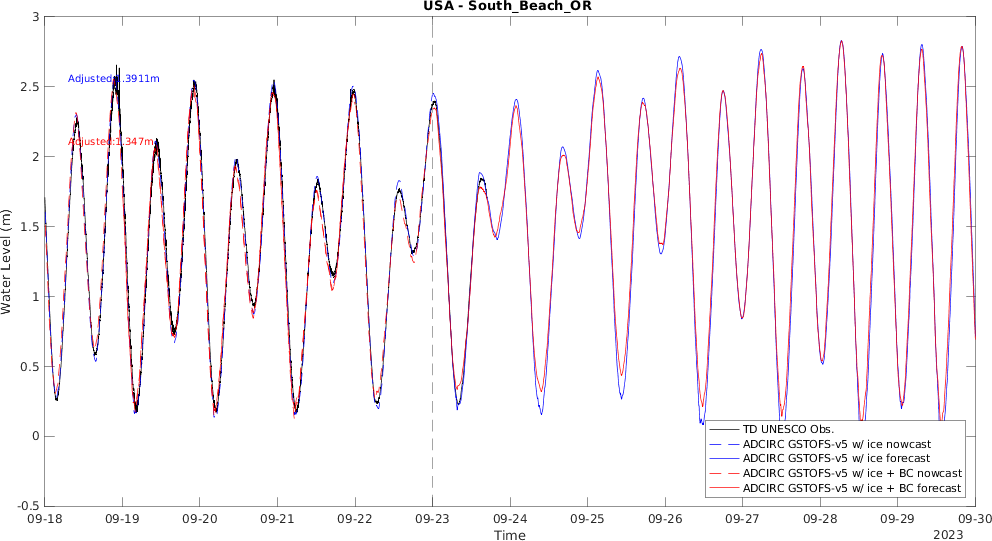 USA - South_Beach_OR
3
2.5
2
1.5
1
0.5
0
-0.5
Water Level (m)
Adjusted:1.3911m
Adjusted:1.347m
TD UNESCO Obs.
ADCIRC GSTOFS-v5 w/ ice nowcast
ADCIRC GSTOFS-v5 w/ ice forecast
ADCIRC GSTOFS-v5 w/ ice + BC nowcast
ADCIRC GSTOFS-v5 w/ ice + BC forecast
09-18 09-19 09-20 09-21 09-22 09-23 09-24 09-25 09-26 09-27 09-28 09-29 09-30
Time
2023